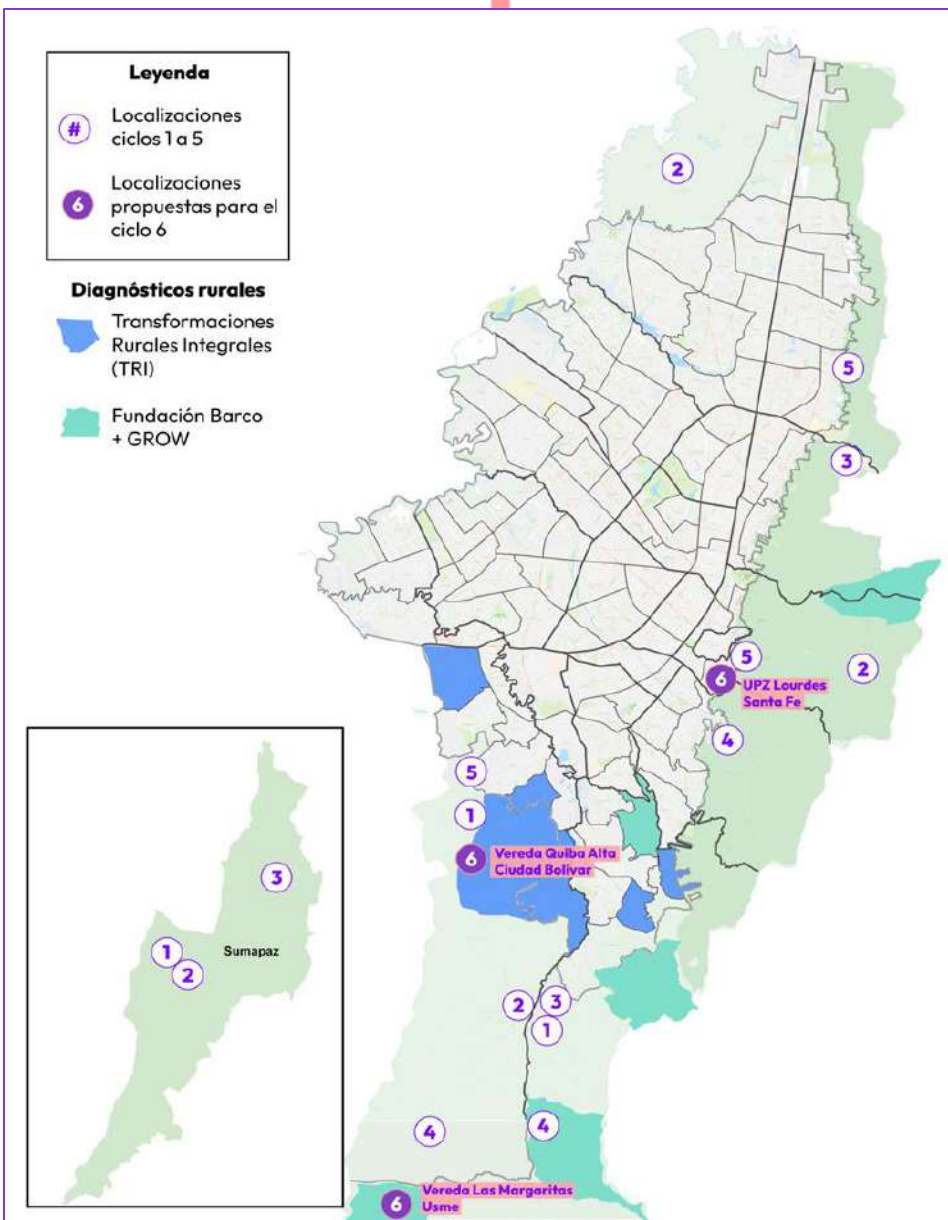 Leyenda
#
Localizaciones
ciclos 1 a 5
6
Localizaciones
propuestas para el
ciclo 6
Diagnósticos rurales
Transformaciones
Rurales Integrales
(TRI)
Fundación Barco
+ GROW
2
5
3
5
2
6
UPZ Lourdes
Santa Fe
4
5
1
6
Vereda Quiba Alta
Ciudad Bolivar
2
3
1
4
4
6
Vereda Las Margaritas
Usme
3
1
2
Sumapaz